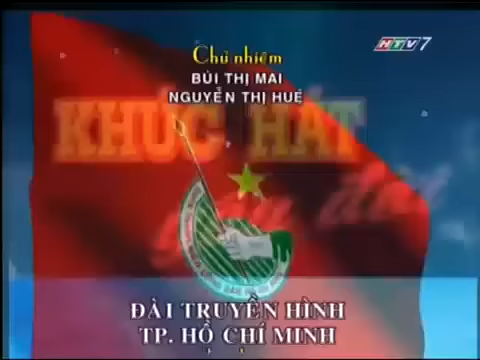 HTV7
Chủ nhiệm
BÙI THỊ MAI
NGUYỄN THỊ HUẾ
KHÚC HÁT
ĐÀI TRUYỀN HÌNH
TP. HỒ CHÍ MINH